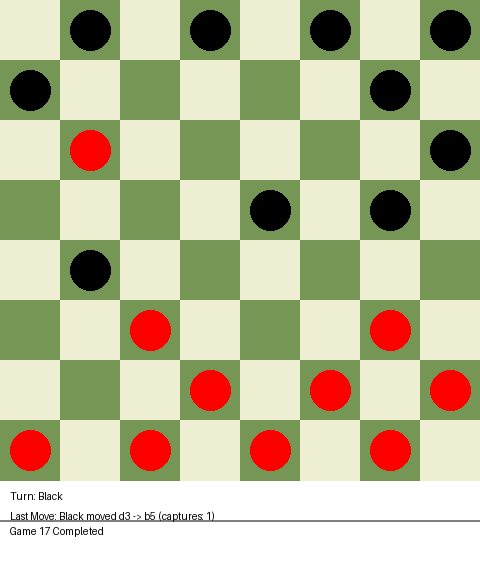 Turn: Black
Last Move: Black moved d3 -> b5 (captures: 1)
Game 17 Completed